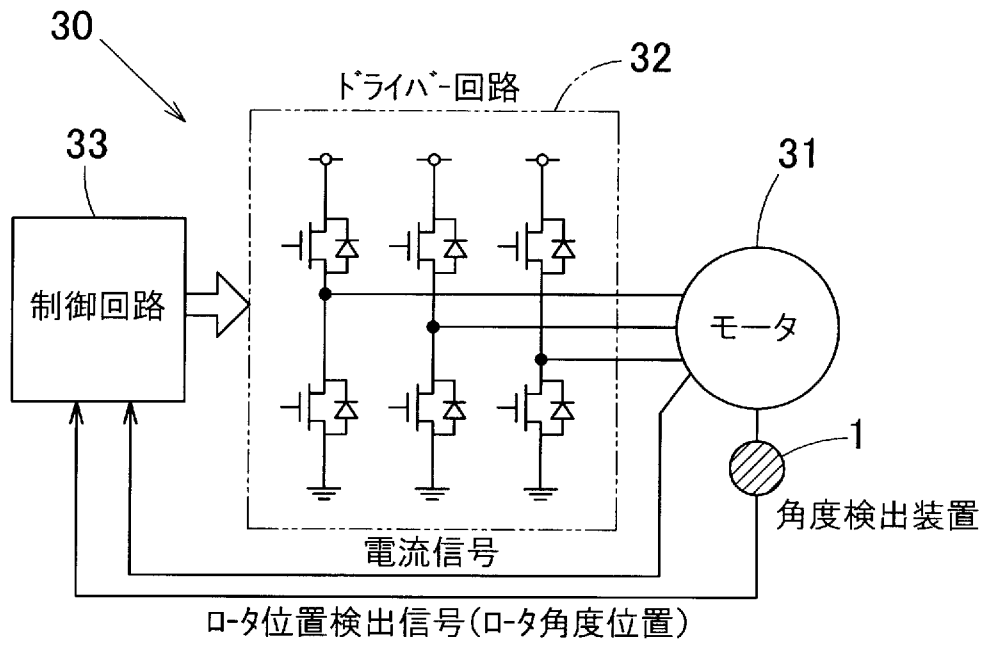 30
32
ドライバー回路
33
31
制御回路
モータ
1
角度検出装置
電流信号
ロータ位置検出信号(ロータ角度位置)